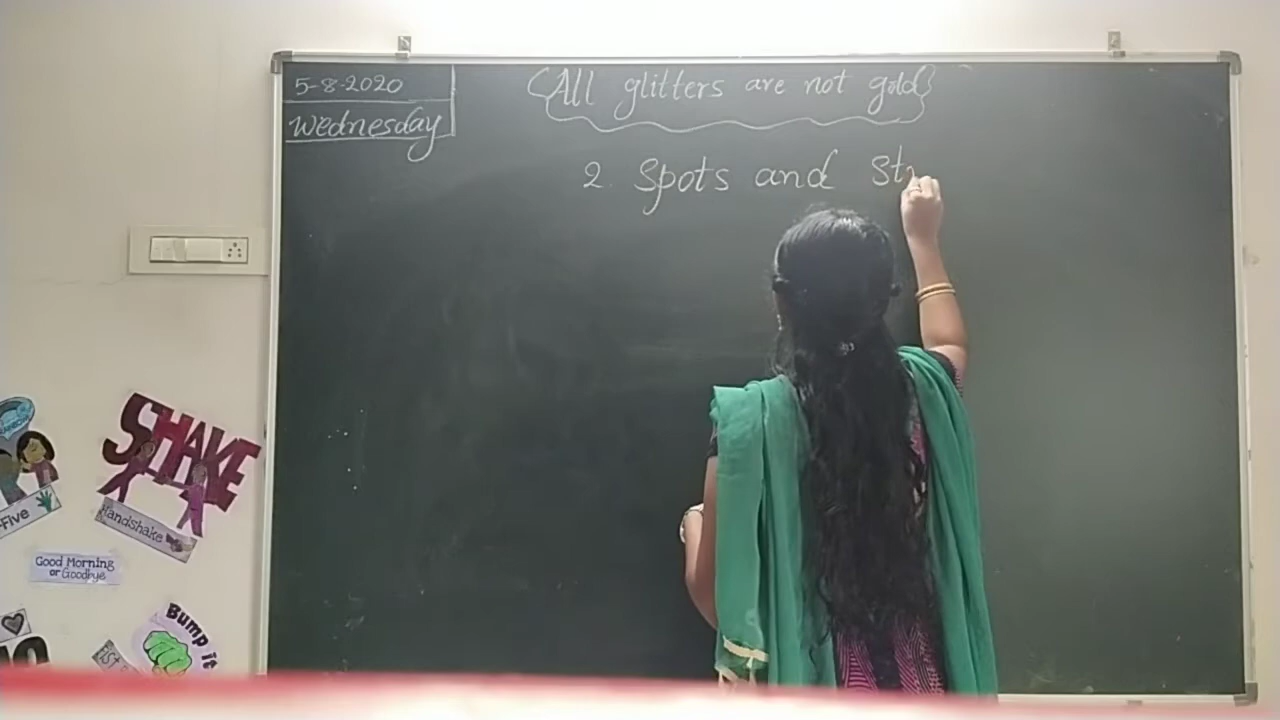 5-8-2020
Wednesday
All glitters are not gold
2. Spots and St
SHAKE
Handshake
Five
Good Morning
or Goodbye
Bump it